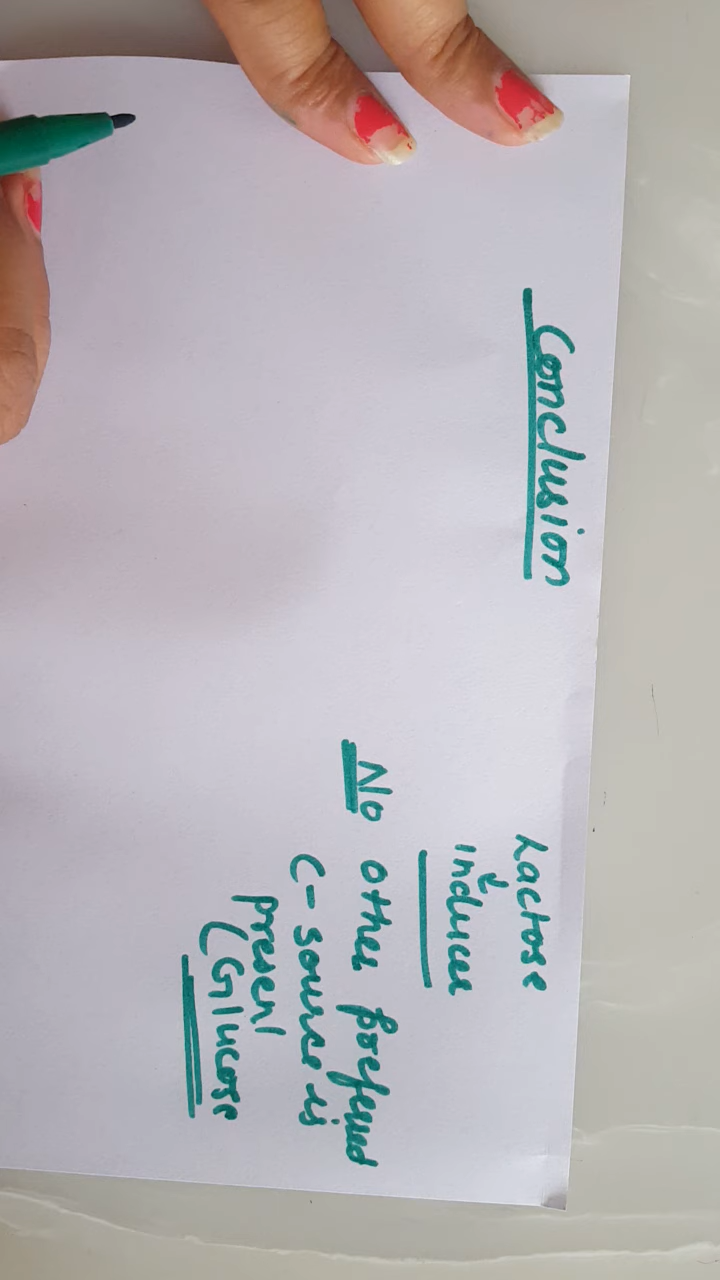 Conclusion
Lactose
↓
inducer
No other preferred
C-source is
present
(Glucose